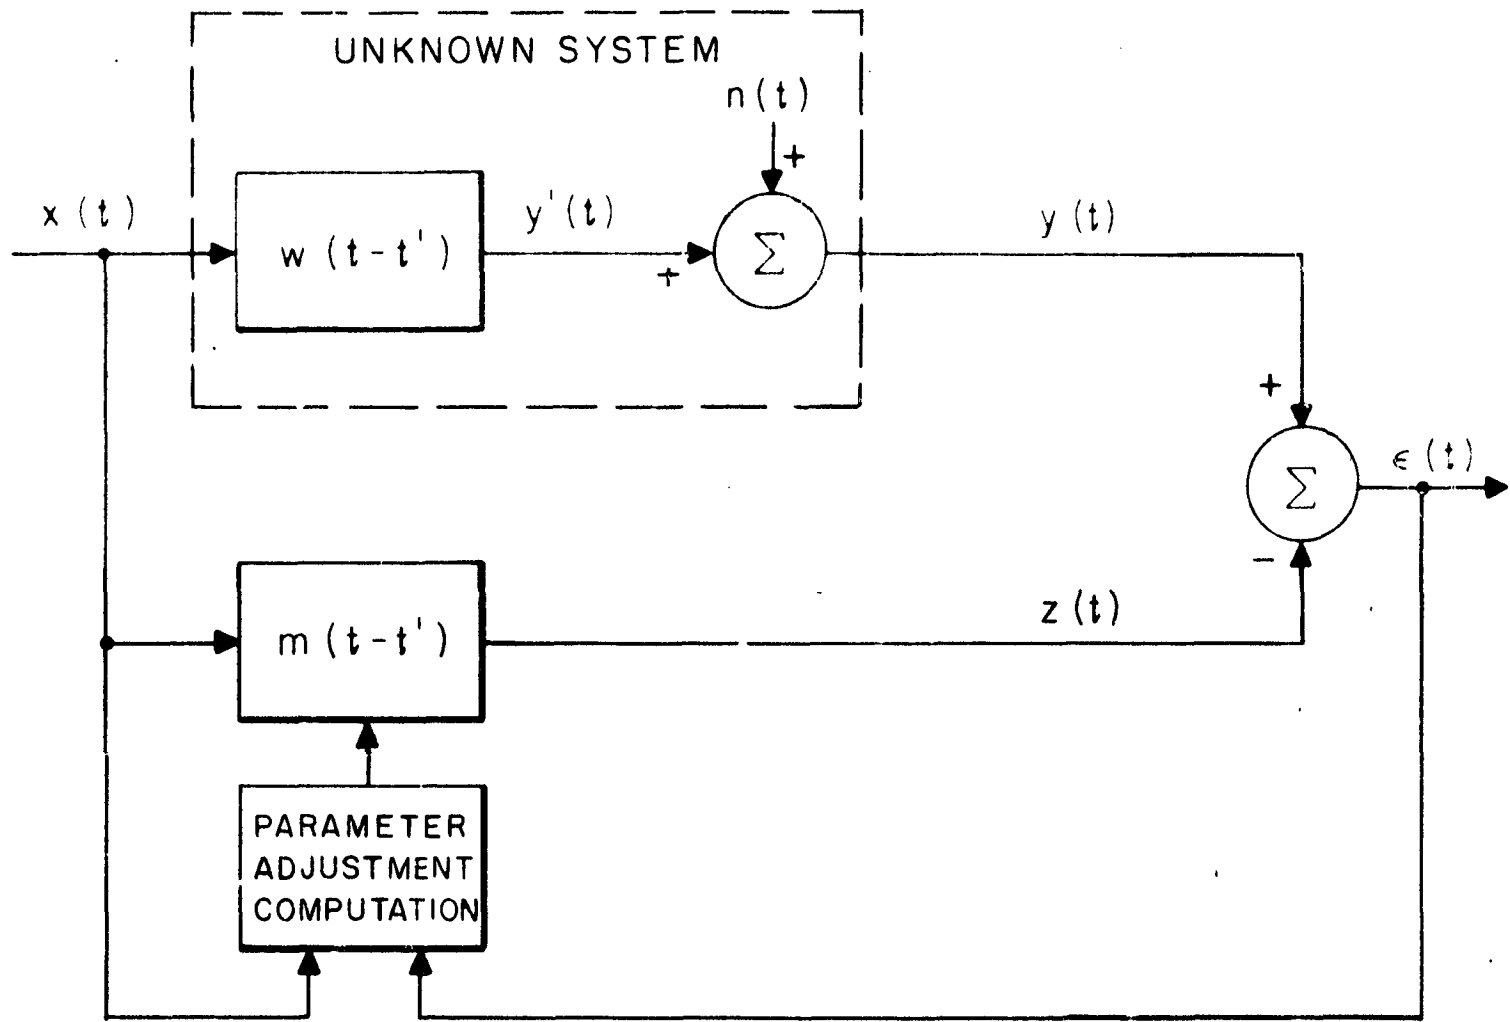 UNKNOWN SYSTEM
n(t)
+
x(t)
w(t-t')
y'(t)
+
Σ
y(t)
+
Σ
ϵ(t)
-
m(t-t')
z(t)
PARAMETER
ADJUSTMENT
COMPUTATION